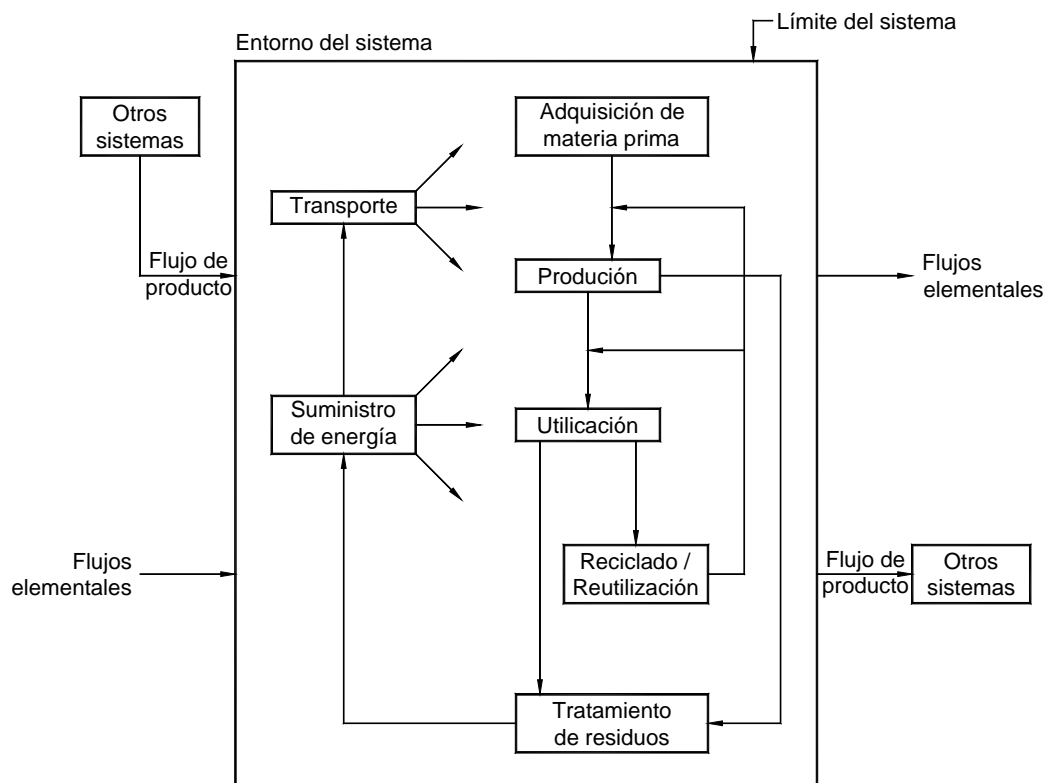 Límite del sistema
Entorno del sistema
Otros
sistemas
Adquisición de
materia prima
Transporte
Flujo de
producto
Produción
Flujos
elementales
Suministro
de energía
Utilicación
Flujos
elementales
Reciclado /
Reutilización
Flujo de
producto
Otros
sistemas
Tratamiento
de residuos